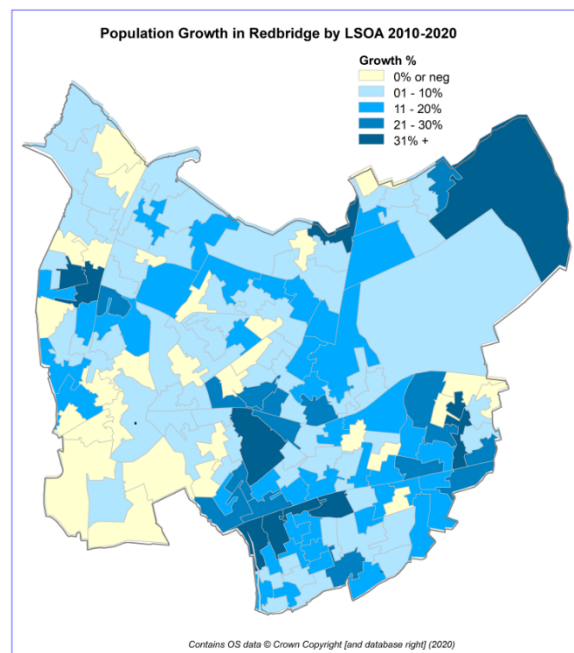 Population Growth in Redbridge by LSOA 2010-2020
Growth %
0% or neg
01 - 10%
11 - 20%
21 - 30%
31% +
Contains OS data © Crown Copyright [and database right] (2020)